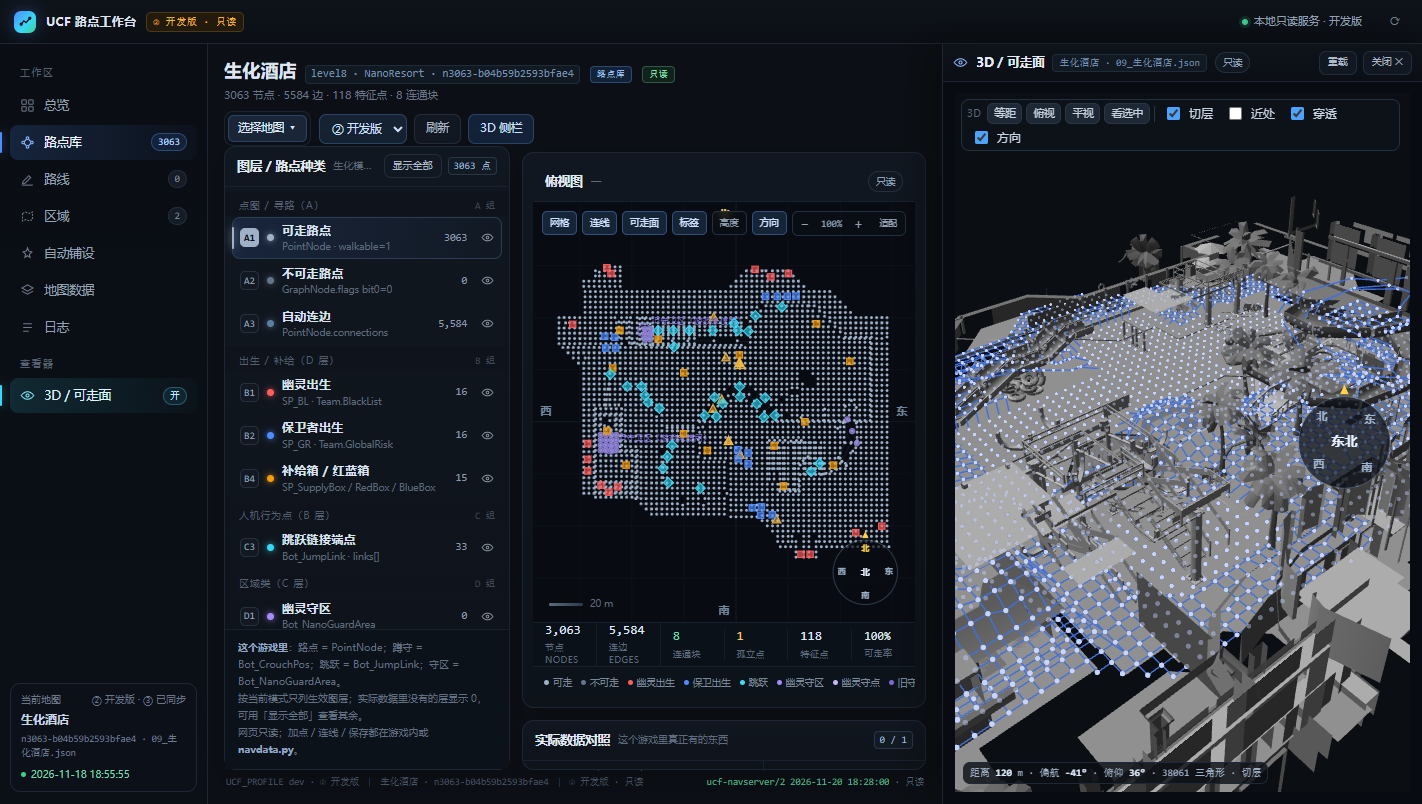 UCF 路点工作台
② 开发版 · 只读
本地只读服务 · 开发版
工作区
总览
路点库 3063
路线 0
区域 2
自动铺设
地图数据
日志
查看器
3D / 可走面 开
当前地图 ② 开发版 · ③ 已同步
生化酒店
n3063-b04b59b2593bfae4 · 09_生
化酒店.json
2026-11-18 18:55:55
生化酒店 level8 · NanoResort · n3063-b04b59b2593bfae4 路点库 只读
3063 节点 · 5584 边 · 118 特征点 · 8 连通块
选择地图 ② 开发版 刷新 3D 侧栏
图层 / 路点种类 生化模… 显示全部 3063 点
点图 / 寻路（A） A 组
A1 可走路点 3063
PointNode · walkable=1
A2 不可走路点 0
GraphNode.flags bit0=0
A3 自动连边 5,584
PointNode.connections
出生 / 补给（D 层） B 组
B1 幽灵出生 16
SP_BL · Team.BlackList
B2 保卫者出生 16
SP_GR · Team.GlobalRisk
B4 补给箱 / 红蓝箱 15
SP_SupplyBox / RedBox / BlueBox
人机行为点（B 层） C 组
C3 跳跃链接端点 33
Bot_JumpLink · links[]
区域类（C 层） D 组
D1 幽灵守区 0
Bot_NanoGuardArea
这个游戏里：路点 = PointNode；蹲守 =
Bot_CrouchPos；跳跃 = Bot_JumpLink；守区 =
Bot_NanoGuardArea。
按当前模式只列生效图层；实际数据里没有的层显示 0，
可用「显示全部」查看其余。
网页只读；加点 / 连线 / 保存都在游戏内或
navdata.py。
俯视图 — 只读
网格 连线 可走面 标签 高度 方向 − 100% + 适配
西
东
南
北
西 北 东
南
20 m
3,063 5,584 8 1 118 100%
节点 连边 连通块 孤立点 特征点 可走率
NODES EDGES
可走 不可走 幽灵出生 保卫出生 跳跃 幽灵守区 幽灵守点 旧守
实际数据对照 这个游戏里真正有的东西 0 / 1
UCF_PROFILE dev · ② 开发版 | 生化酒店 · n3063-b04b59b2593bfae4 | ② 开发版 · 只读
ucf-navserver/2 2026-11-20 18:28:00 · 只读
3D / 可走面 生化酒店 · 09_生化酒店.json 只读 重载 关闭 ✕
3D 等距 俯视 平视 看选中 切层 近处 穿透
方向
北 东
东北
西 南
距离 120 m · 偏航 -41° · 俯仰 36° · 38061 三角形 · 切层